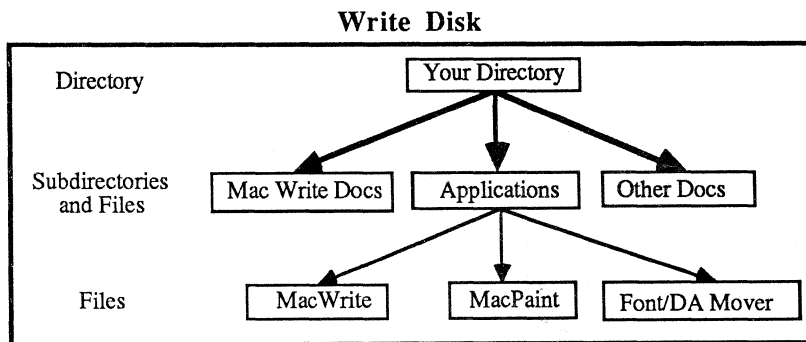 Write Disk
Directory
Your Directory
Subdirectories
and Files
Mac Write Docs
Applications
Other Docs
Files
MacWrite
MacPaint
Font/DA Mover